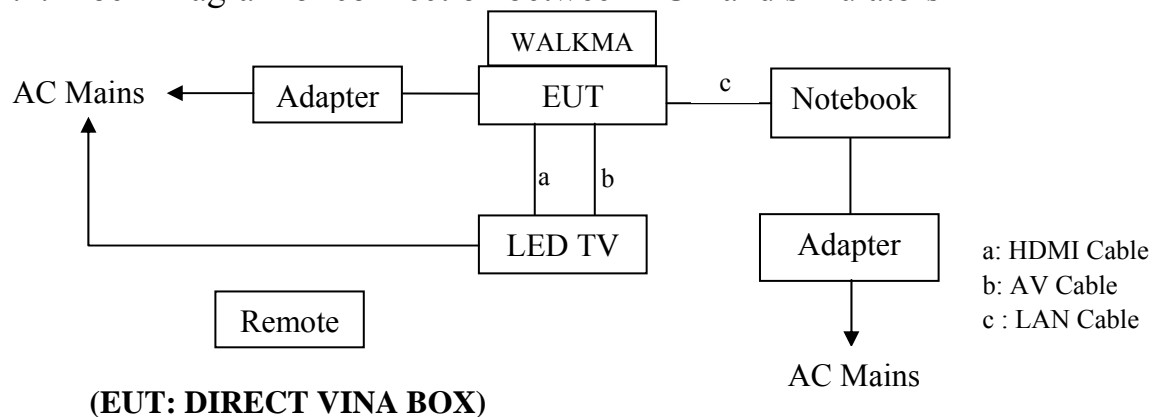 WALKMA
AC Mains
Adapter
EUT
c
Notebook
a
b
LED TV
Adapter
a: HDMI Cable
b: AV Cable
c : LAN Cable
Remote
AC Mains
(EUT: DIRECT VINA BOX)